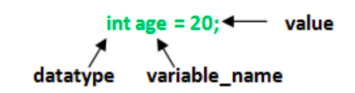 int age = 20; value
datatype variable_name